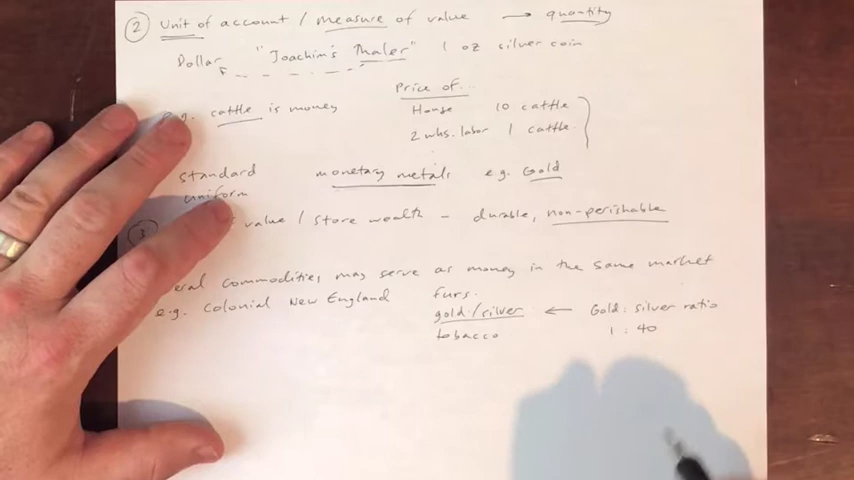 ② Unit of account / measure of value → quantity
Dollar "Joachim's Thaler" 1 oz silver coin
e.g. cattle is money Price of...
House 10 cattle
2 wks. labor 1 cattle
standard monetary metals e.g. Gold
uniform
③ value / store wealth - durable, non-perishable
commodities may serve as money in the same market
e.g. Colonial New England furs
gold/silver ← Gold : silver ratio
tobacco 1 : 40